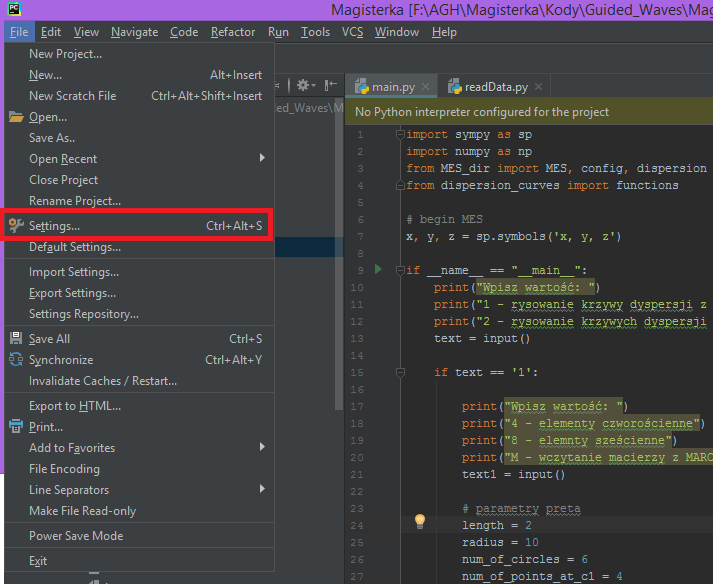 PC
Magisterka [F:\AGH\Magisterka\Kody\Guided_Waves\Mag
File Edit View Navigate Code Refactor Run Tools VCS Window Help
New Project...
New... Alt+Insert
New Scratch File Ctrl+Alt+Shift+Insert
Open...
Save As..
Open Recent
Close Project
Rename Project...
Settings... Ctrl+Alt+S
Default Settings...
Import Settings...
Export Settings...
Settings Repository...
Save All Ctrl+S
Synchronize Ctrl+Alt+Y
Invalidate Caches / Restart...
Export to HTML...
Print...
Add to Favorites
File Encoding
Line Separators
Make File Read-only
Power Save Mode
Exit
ed_Waves\M
main.py readData.py
No Python interpreter configured for the project
1 import sympy as sp
2 import numpy as np
3 from MES_dir import MES, config, dispersion
4 from dispersion_curves import functions
5
6 # begin MES
7 x, y, z = sp.symbols('x, y, z')
8
9 if __name__ == "__main__":
10 print("Wpisz wartość: ")
11 print("1 - rysowanie krzywy dyspersji z
12 print("2 - rysowanie krzywych dyspersji
13 text = input()
14
15 if text == '1':
16
17 print("Wpisz wartość: ")
18 print("4 - elementy czworościenne")
19 print("8 - elemnty sześcienne")
20 print("M - wczytanie macierzy z MARC
21 text1 = input()
22
23 # parametry preta
24 length = 2
25 radius = 10
26 num_of_circles = 6
27 num_of_points_at_c1 = 4